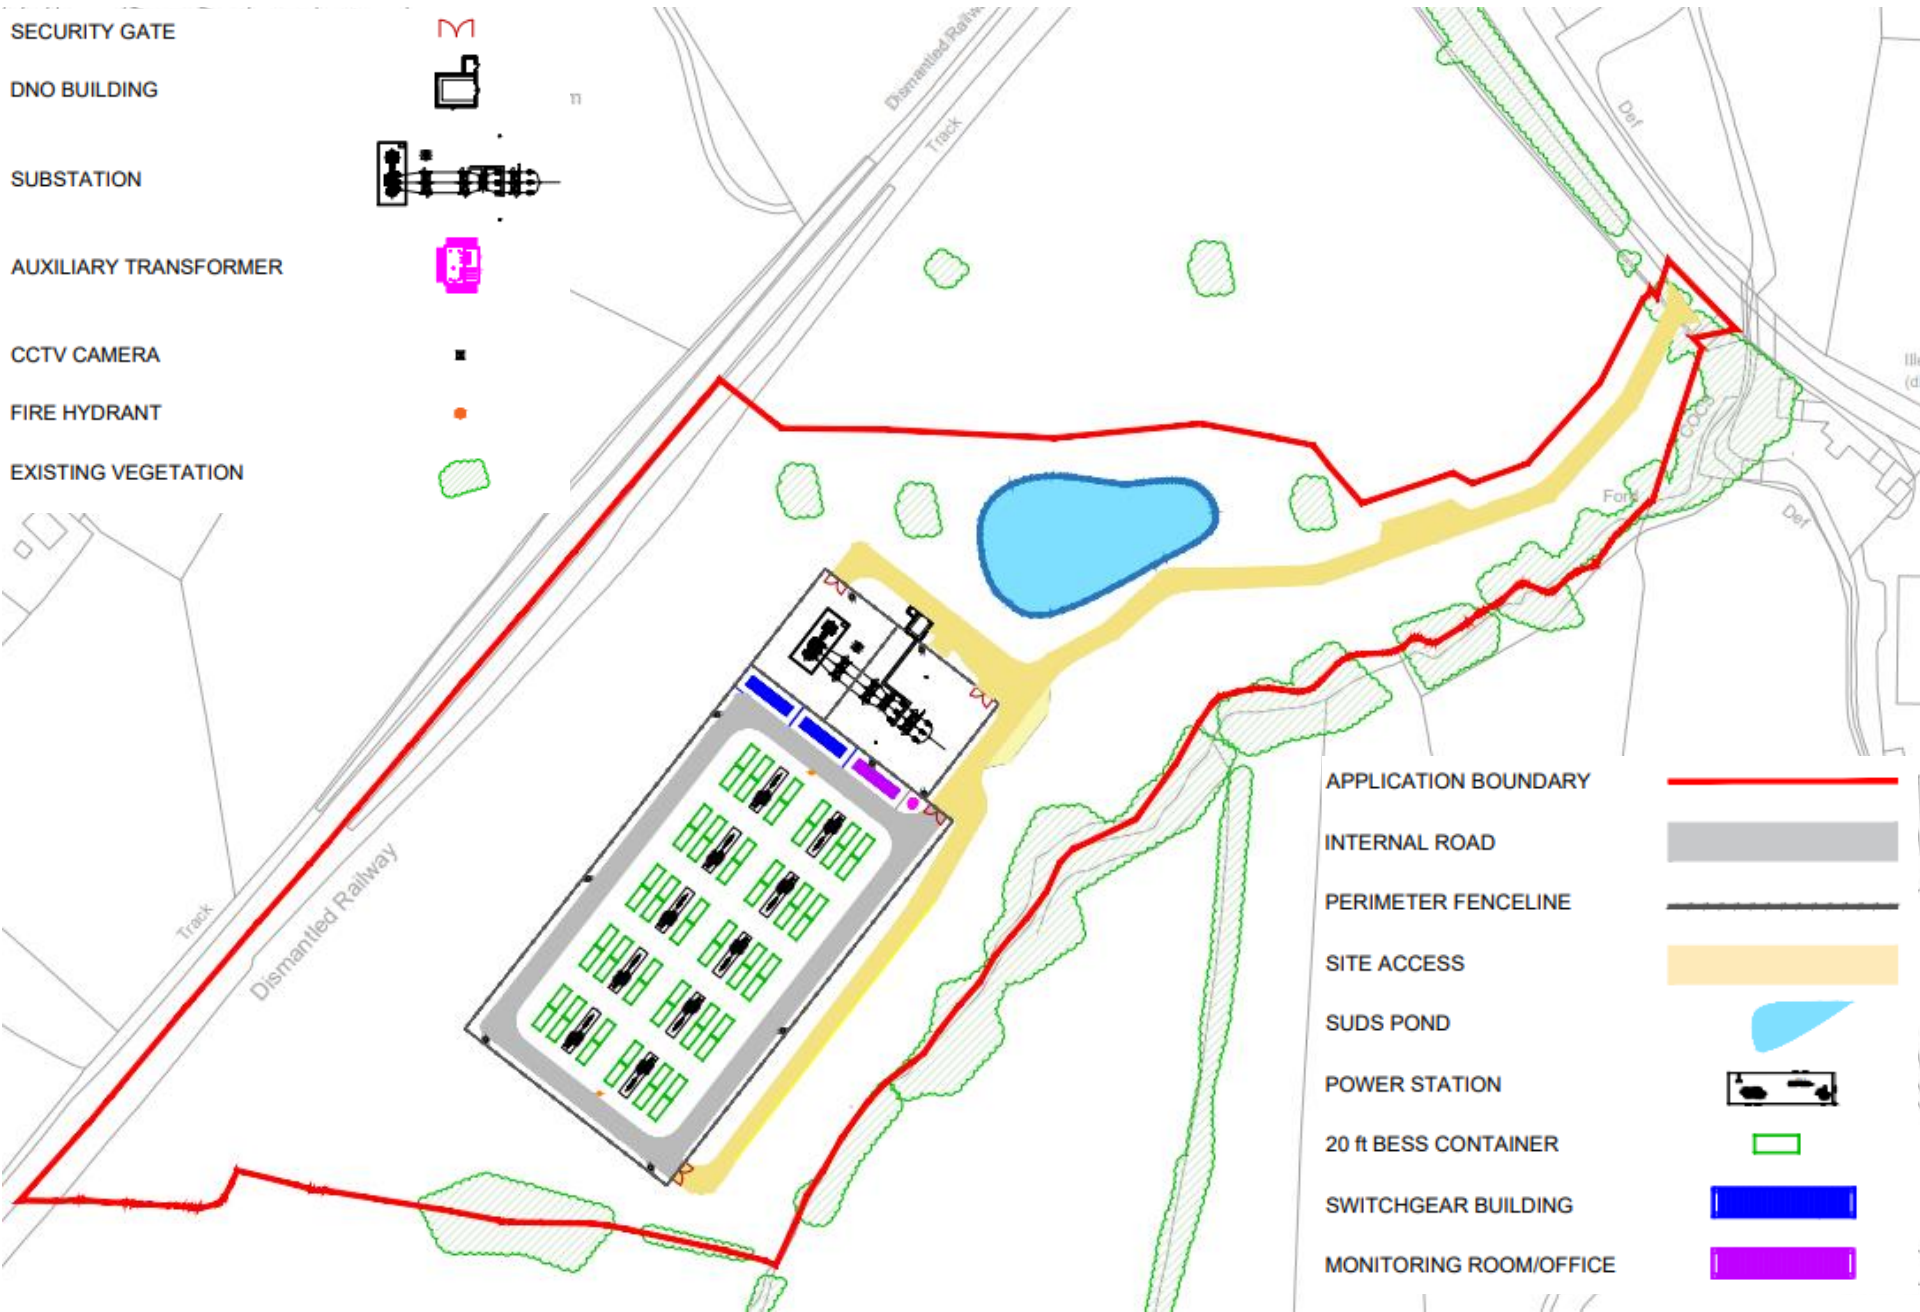 SECURITY GATE
DNO BUILDING
SUBSTATION
AUXILIARY TRANSFORMER
CCTV CAMERA
FIRE HYDRANT
EXISTING VEGETATION
Dismantled Railway
Track
Def
Ford
Def
Track
Dismantled Railway
APPLICATION BOUNDARY
INTERNAL ROAD
PERIMETER FENCELINE
SITE ACCESS
SUDS POND
POWER STATION
20 ft BESS CONTAINER
SWITCHGEAR BUILDING
MONITORING ROOM/OFFICE